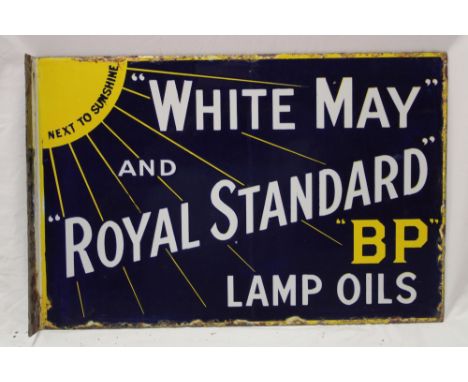 NEXT TO SUNSHINE
"WHITE MAY"
AND
"ROYAL STANDARD"
"BP"
LAMP OILS